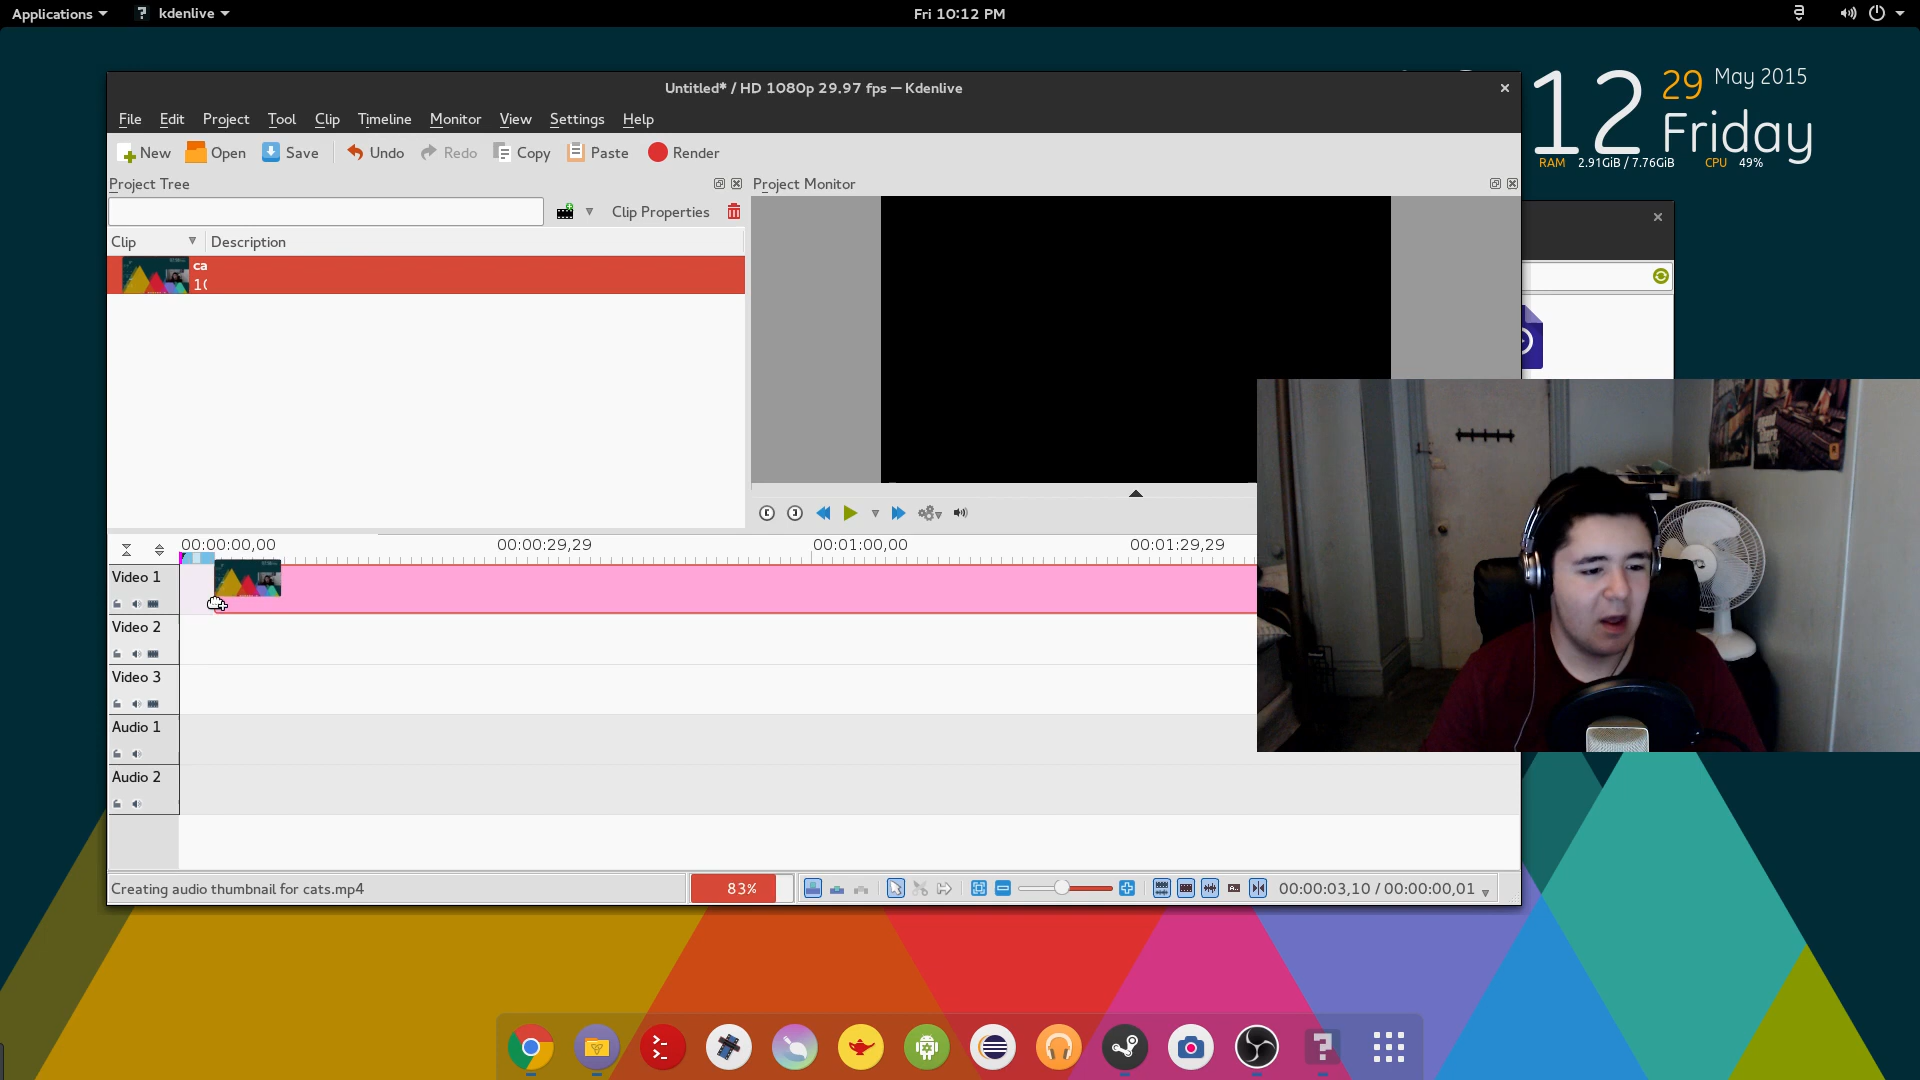 Applications
kdenlive
Fri 10:12 PM
Untitled* / HD 1080p 29.97 fps — Kdenlive
12 29 May 2015
Friday
RAM 2.91GiB / 7.76GiB CPU 49%
File Edit Project Tool Clip Timeline Monitor View Settings Help
New Open Save Undo Redo Copy Paste Render
Project Tree
Project Monitor
Clip Properties
Clip Description
ca
10
00:00:00,00 00:00:29,29 00:01:00,00 00:01:29,29
Video 1
Video 2
Video 3
Audio 1
Audio 2
Creating audio thumbnail for cats.mp4
83%
00:00:03,10 / 00:00:00,01